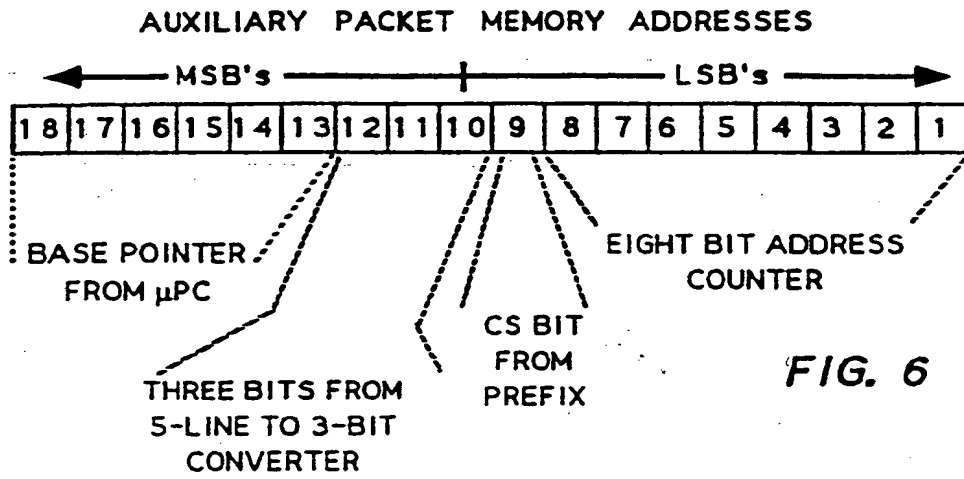 AUXILIARY PACKET MEMORY ADDRESSES
MSB's LSB's
18 17 16 15 14 13 12 11 10 9 8 7 6 5 4 3 2 1
BASE POINTER
FROM μPC
THREE BITS FROM
5-LINE TO 3-BIT
CONVERTER
CS BIT
FROM
PREFIX
EIGHT BIT ADDRESS
COUNTER
FIG. 6